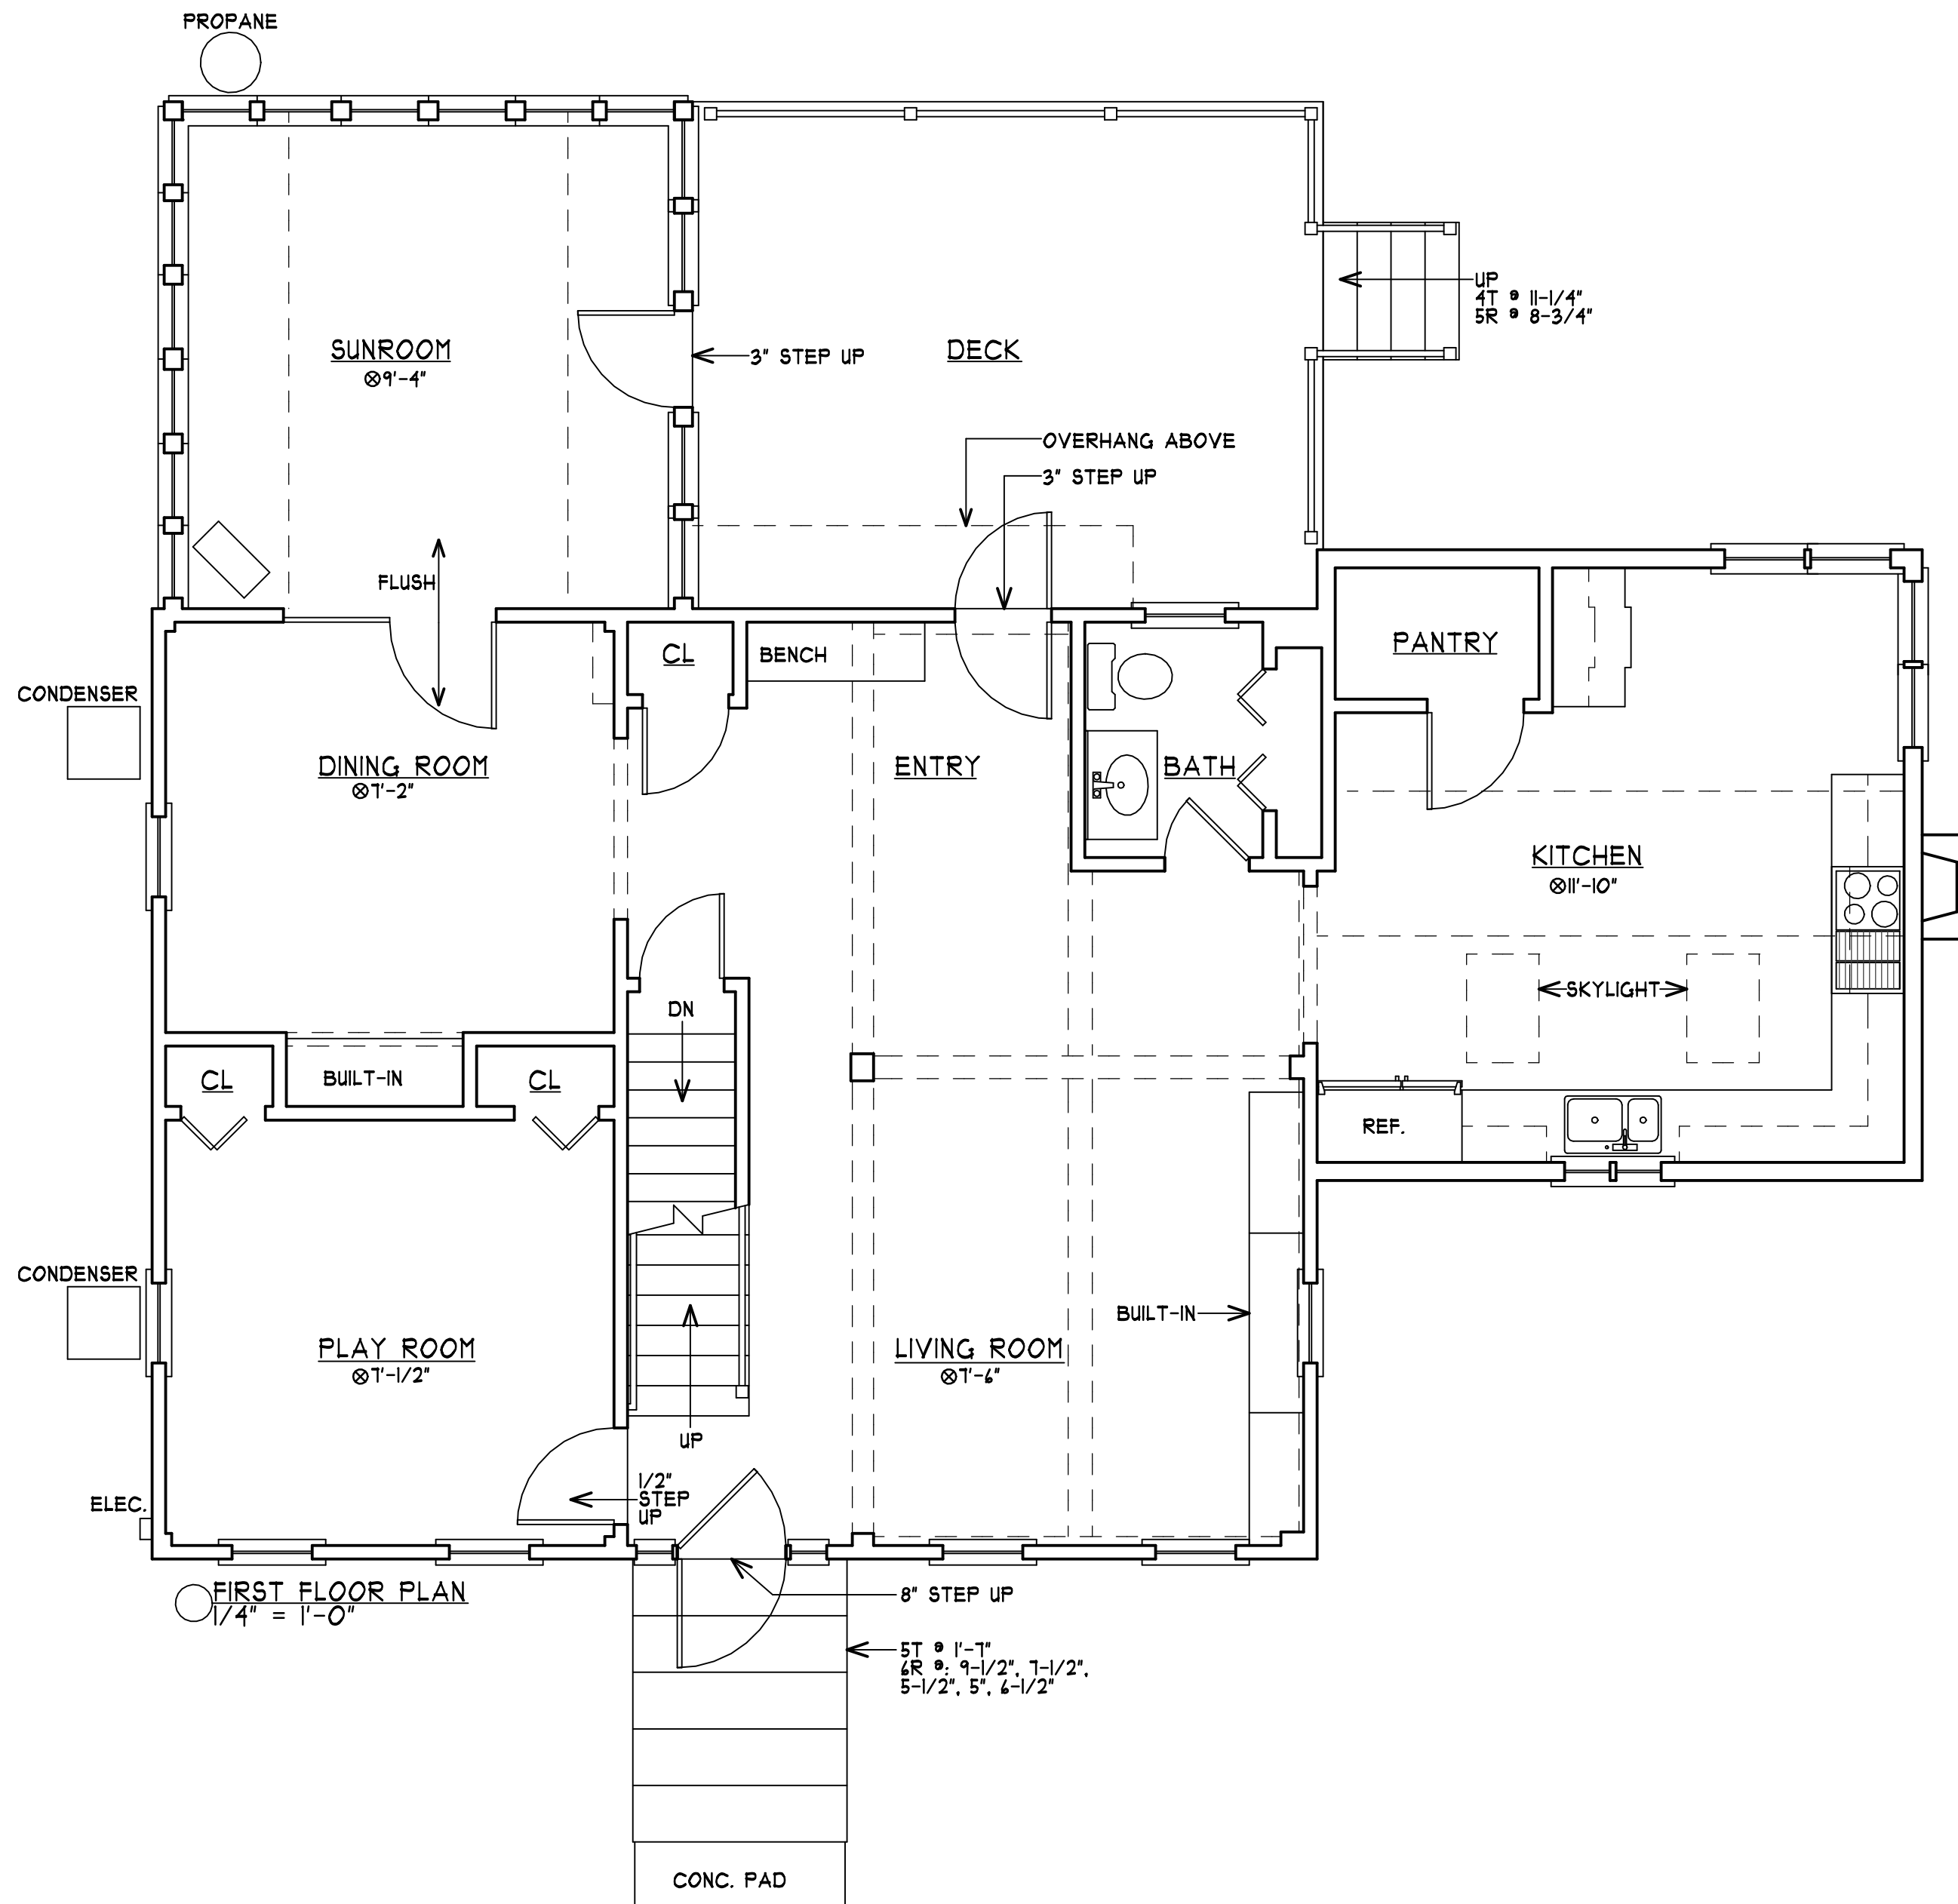 PROPANE
UP
4T @ 11-1/4"
5R @ 8-3/4"
SUNROOM
9'-4"
3" STEP UP
DECK
OVERHANG ABOVE
3" STEP UP
FLUSH
CL
BENCH
PANTRY
CONDENSER
DINING ROOM
7'-2"
ENTRY
BATH
KITCHEN
11'-10"
SKYLIGHT
DN
CL
BUILT-IN
CL
REF.
CONDENSER
BUILT-IN
PLAY ROOM
7'-1/2"
LIVING ROOM
7'-6"
UP
1/2"
STEP
UP
ELEC.
FIRST FLOOR PLAN
1/4" = 1'-0"
8" STEP UP
5T @ 1'-7"
6R @: 9-1/2", 7-1/2",
5-1/2", 5", 6-1/2"
CONC. PAD